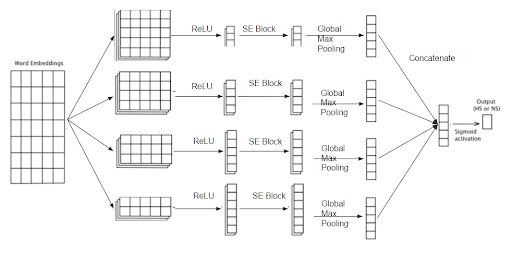 Word Embeddings
ReLU
SE Block
Global
Max
Pooling
ReLU
SE Block
Global
Max
Pooling
ReLU
SE Block
Global
Max
Pooling
ReLU
SE Block
Global
Max
Pooling
Concatenate
Sigmoid
activation
Output
(HS or NS)